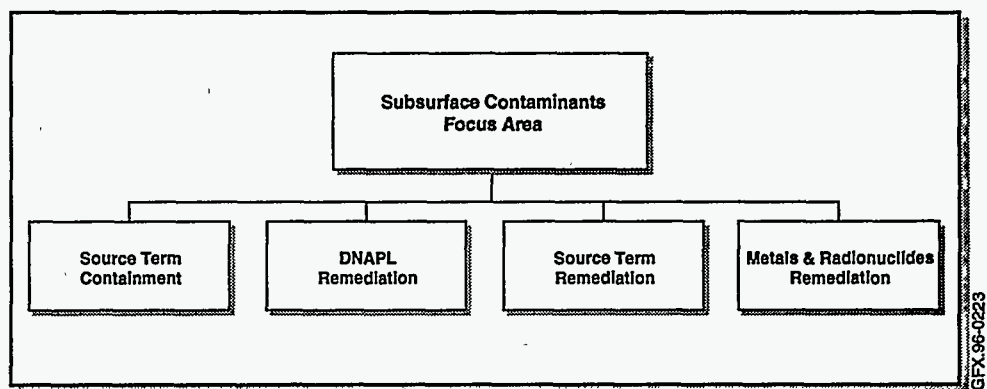 Subsurface Contaminants
Focus Area
Source Term
Containment
DNAPL
Remediation
Source Term
Remediation
Metals & Radionuclides
Remediation
GFX.96-0223